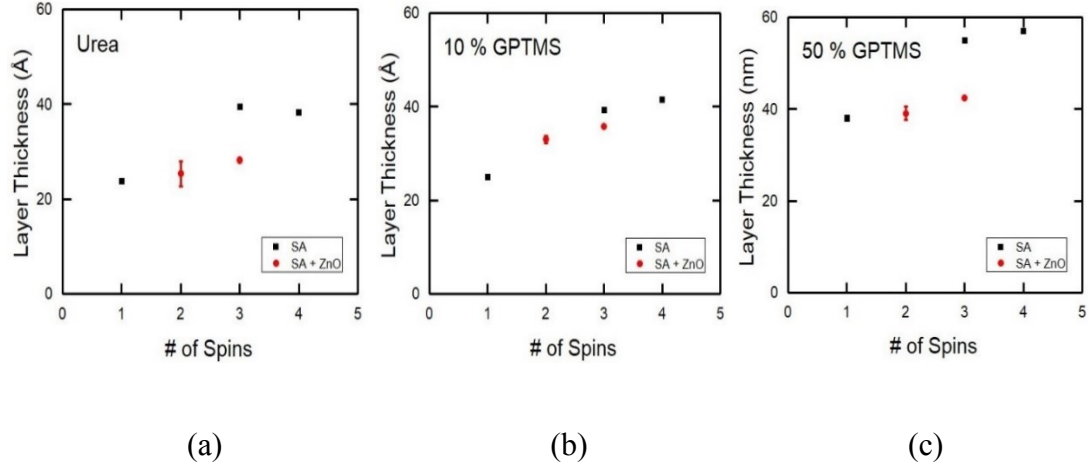 Urea
Layer Thickness (Å)
60
40
20
0
0 1 2 3 4 5
# of Spins
SA
SA + ZnO
(a)
10 % GPTMS
Layer Thickness (Å)
60
40
20
0
0 1 2 3 4 5
# of Spins
SA
SA + ZnO
(b)
50 % GPTMS
Layer Thickness (nm)
60
40
20
0
0 1 2 3 4 5
# of Spins
SA
SA + ZnO
(c)